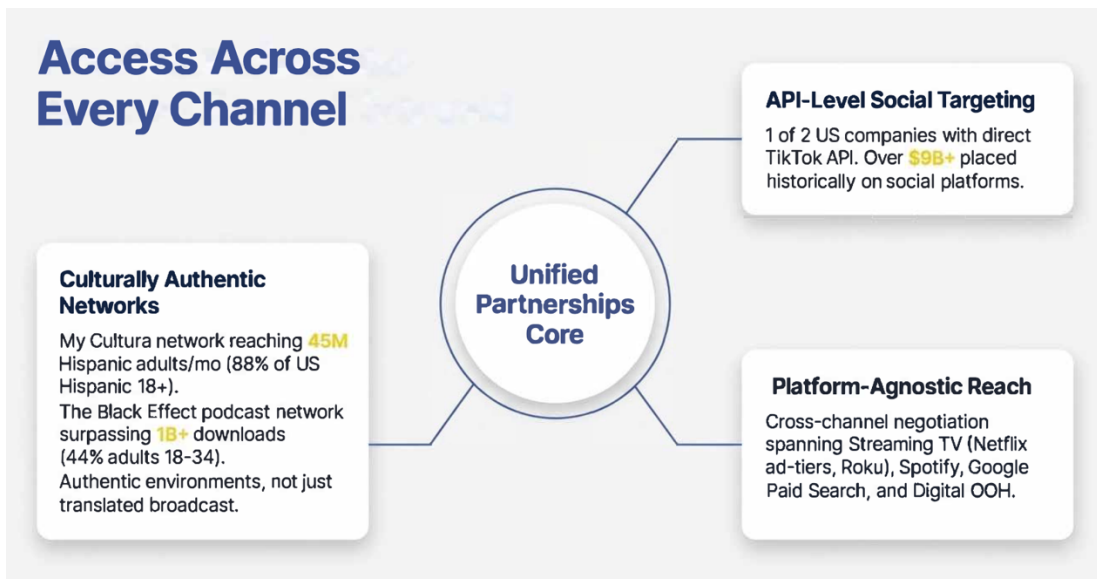 Access Across
Every Channel
API-Level Social Targeting
1 of 2 US companies with direct
TikTok API. Over $9B+ placed
historically on social platforms.
Culturally Authentic
Networks
My Cultura network reaching 45M
Hispanic adults/mo (88% of US
Hispanic 18+).
The Black Effect podcast network
surpassing 1B+ downloads
(44% adults 18-34).
Authentic environments, not just
translated broadcast.
Unified
Partnerships
Core
Platform-Agnostic Reach
Cross-channel negotiation
spanning Streaming TV (Netflix
ad-tiers, Roku), Spotify, Google
Paid Search, and Digital OOH.